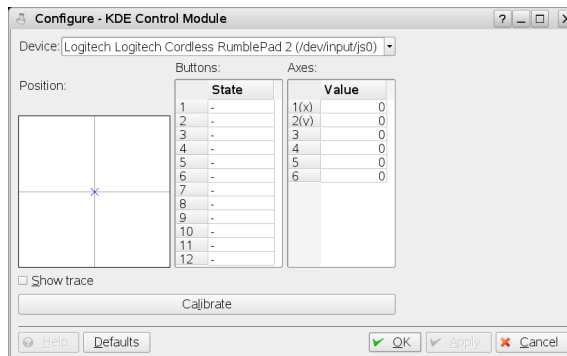 Configure - KDE Control Module
Device: Logitech Logitech Cordless RumblePad 2 (/dev/input/js0)
Position:
Buttons:
State
1 -
2 -
3 -
4 -
5 -
6 -
7 -
8 -
9 -
10 -
11 -
12 -
Axes:
Value
1(x) 0
2(y) 0
3 0
4 0
5 0
6 0
Show trace
Calibrate
Help Defaults OK Apply Cancel